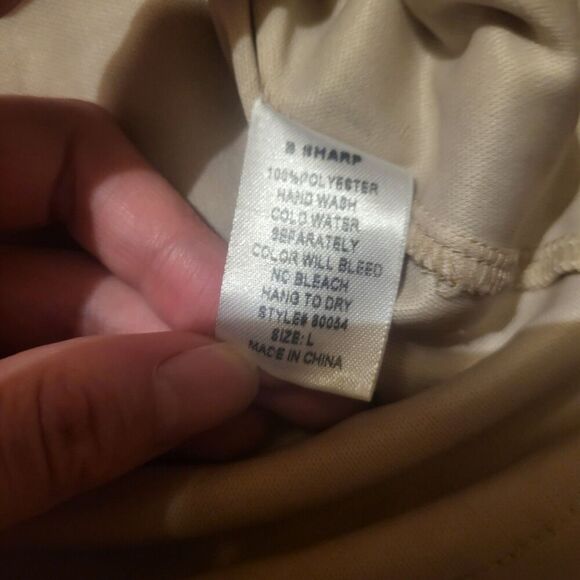 B SHARP
100%POLYESTER
HAND WASH
COLD WATER
SEPARATELY
COLOR WILL BLEED
NO BLEACH
HANG TO DRY
STYLE# 80054
SIZE: L
MADE IN CHINA